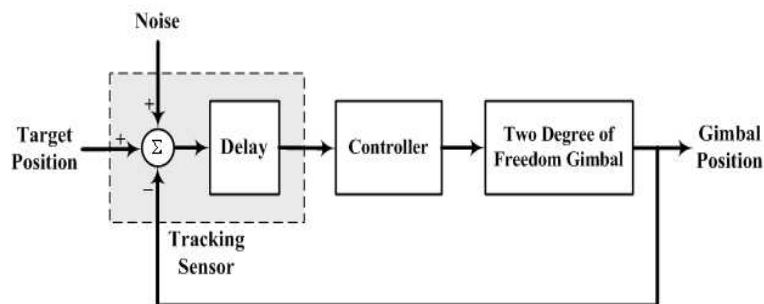 Noise
+
Target
Position
+
Σ
−
Delay
Controller
Two Degree of
Freedom Gimbal
Gimbal
Position
Tracking
Sensor